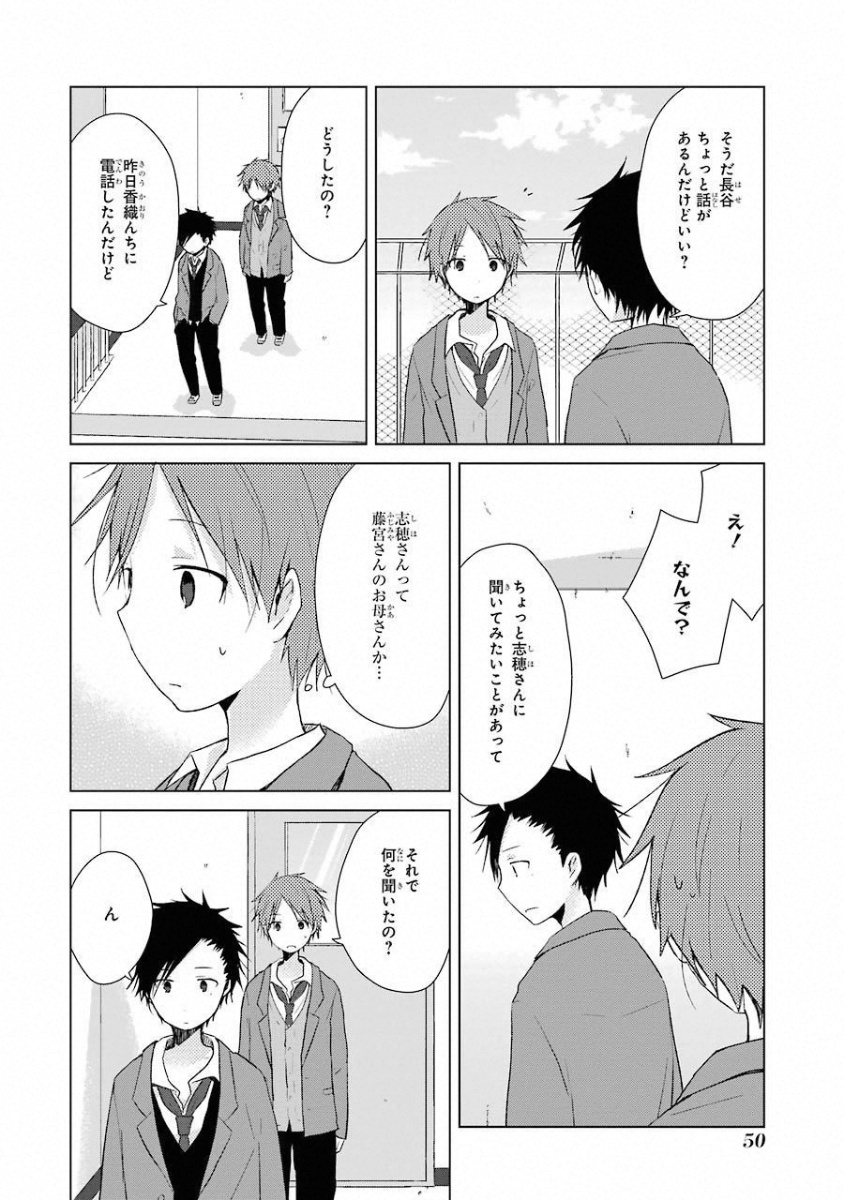 そうだ長谷
ちょっと話が
あるんだけどいい?
どうしたの?
昨日香織んちに
電話したんだけど
え!
なんで?
ちょっと志穂さんに
聞いてみたいことがあって
志穂さんって
藤宮さんのお母さんか…
それで
何を聞いたの?
ん
50